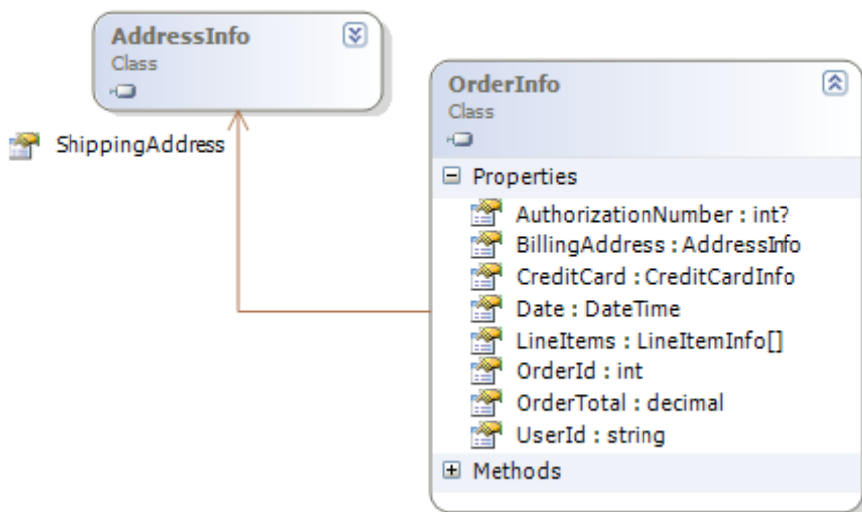 AddressInfo
Class
ShippingAddress
OrderInfo
Class
Properties
AuthorizationNumber : int?
BillingAddress : AddressInfo
CreditCard : CreditCardInfo
Date : DateTime
LineItems : LineItemInfo[]
OrderId : int
OrderTotal : decimal
UserId : string
Methods